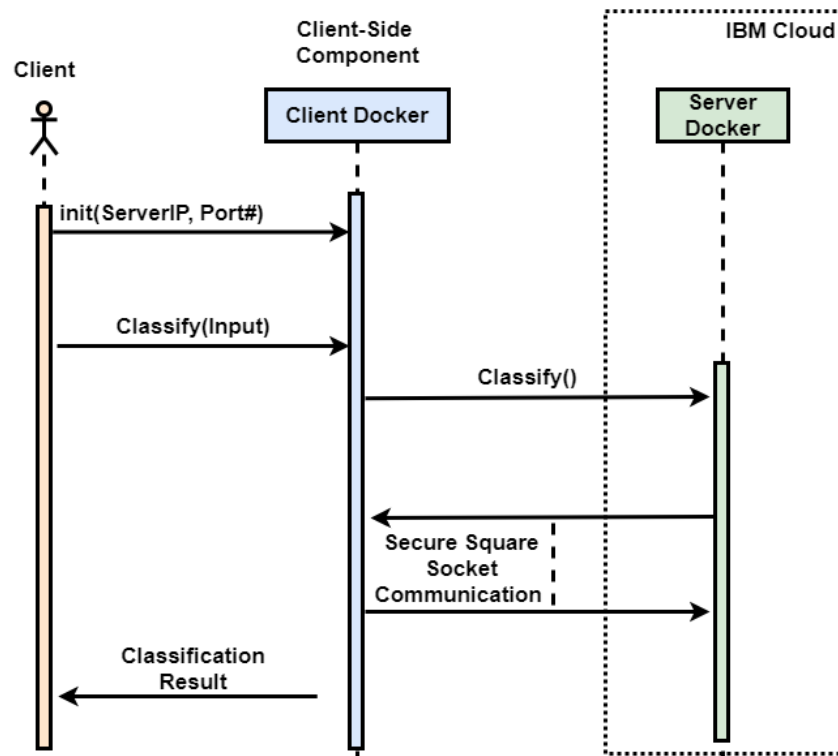 Client-Side
Component
IBM Cloud
Client
Client Docker
Server
Docker
init(ServerIP, Port#)
Classify(Input)
Classify()
Secure Square
Socket
Communication
Classification
Result